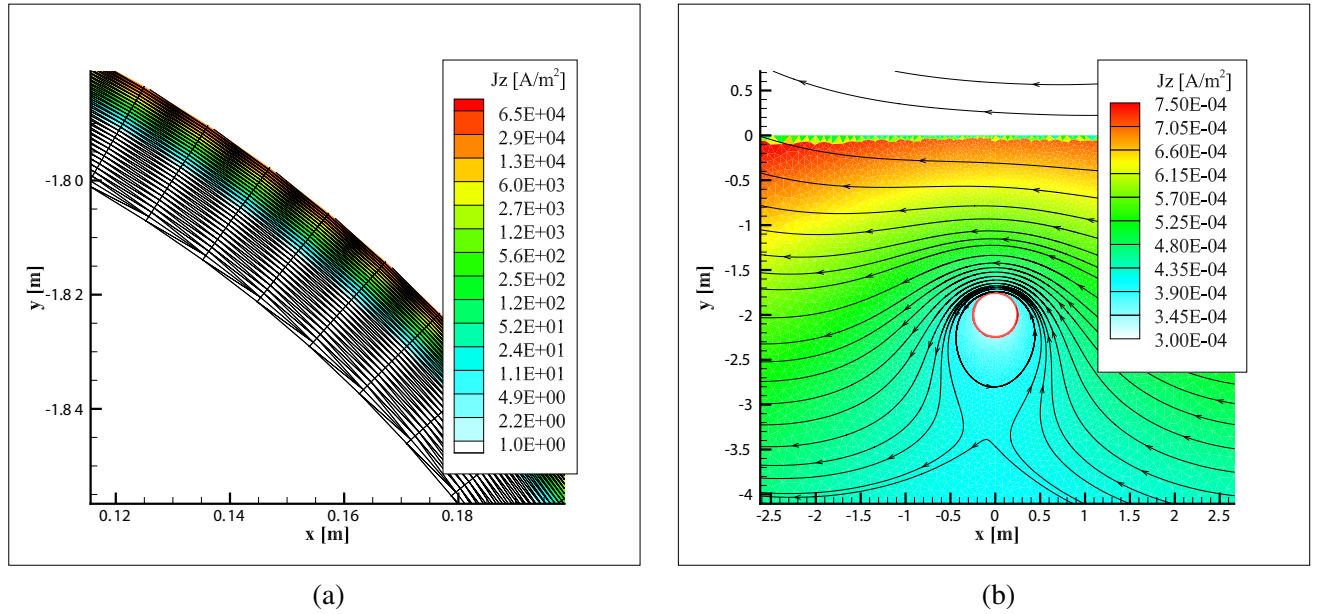 Jz [A/m²]
6.5E+04
2.9E+04
1.3E+04
6.0E+03
2.7E+03
1.2E+03
5.6E+02
2.5E+02
1.2E+02
5.2E+01
2.4E+01
1.1E+01
4.9E+00
2.2E+00
1.0E+00
y [m]
-1.80
-1.82
-1.84
0.12
0.14
0.16
0.18
x [m]
(a)
Jz [A/m²]
7.50E-04
7.05E-04
6.60E-04
6.15E-04
5.70E-04
5.25E-04
4.80E-04
4.35E-04
3.90E-04
3.45E-04
3.00E-04
y [m]
0.5
0
-0.5
-1
-1.5
-2
-2.5
-3
-3.5
-4
-2.5
-2
-1.5
-1
-0.5
0
0.5
1
1.5
2
2.5
x [m]
(b)